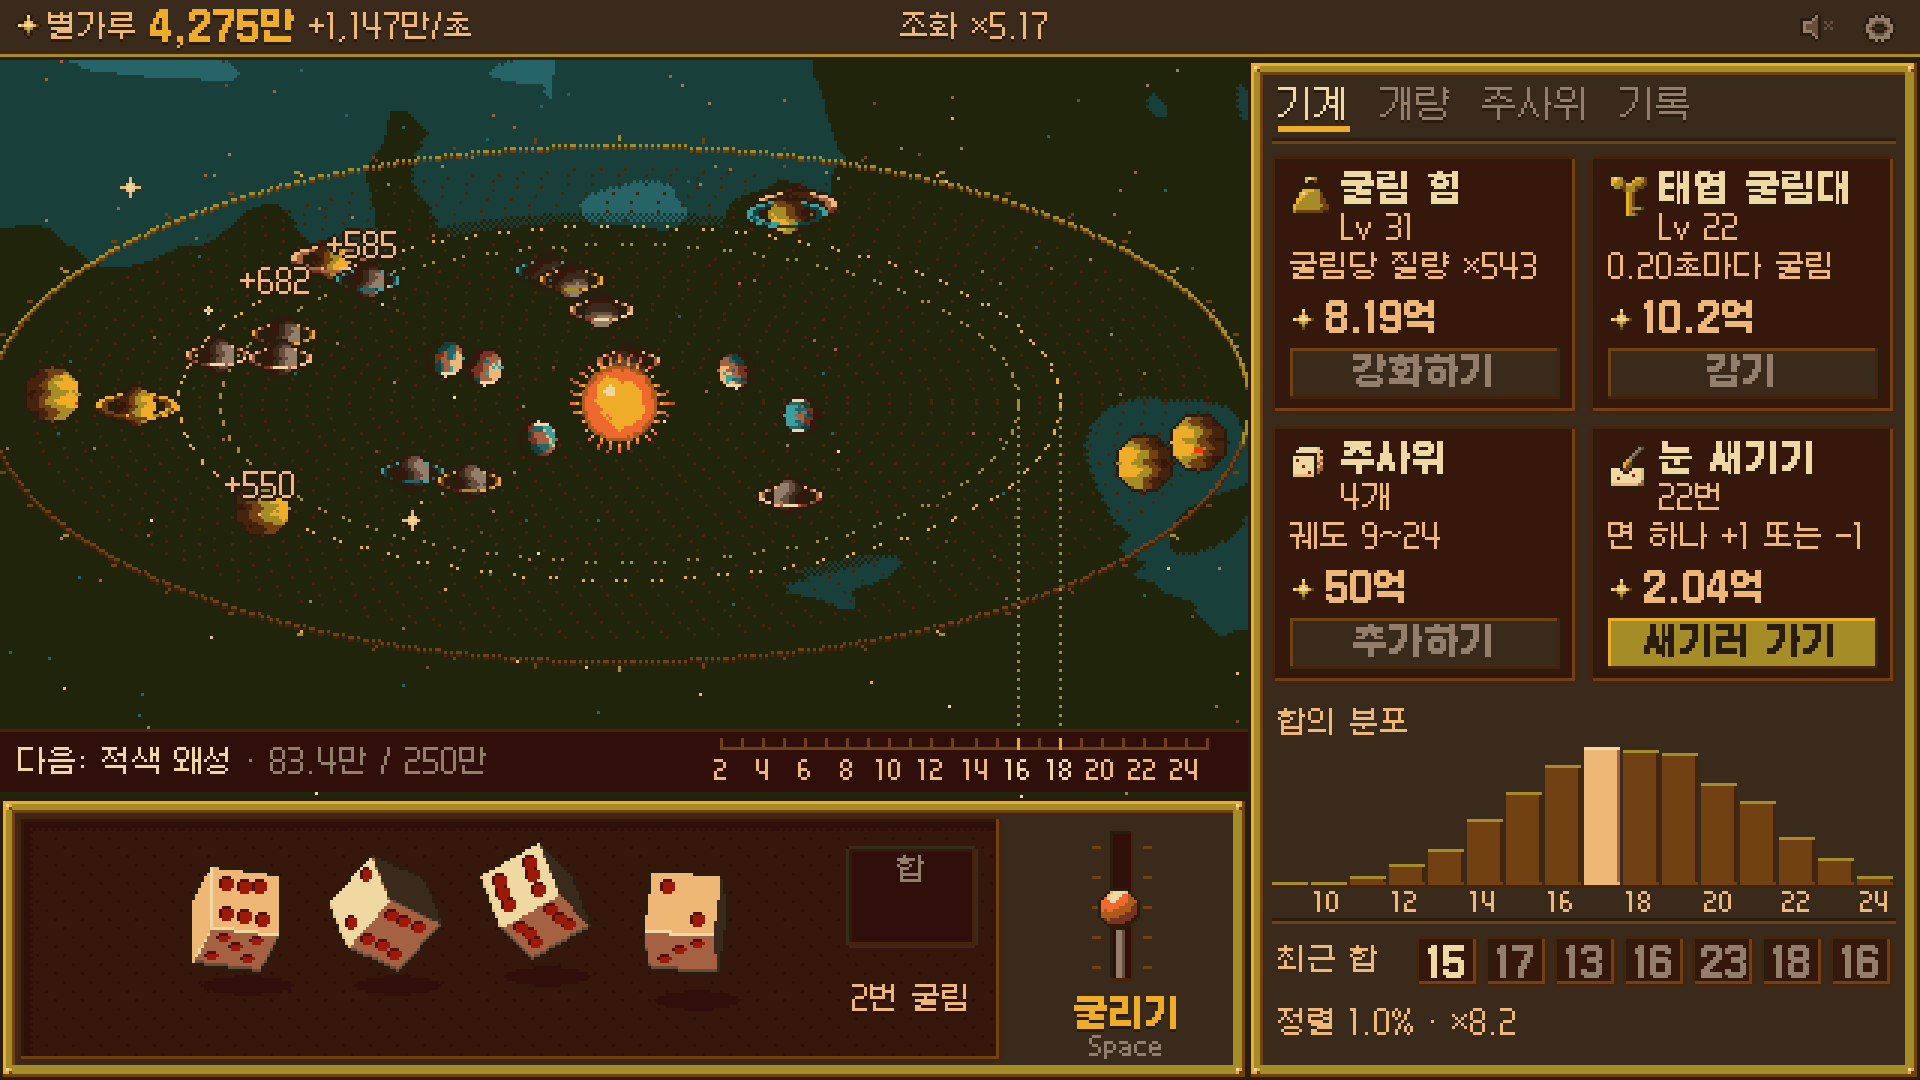 별가루 4,275만 +1,147만/초
조화 ×5.17
+585
+682
+550
다음: 적색 왜성 · 83.4만 / 250만
2 4 6 8 10 12 14 16 18 20 22 24
합
2번 굴림
굴리기
Space
기계 개량 주사위 기록
굴림 힘
Lv 31
굴림당 질량 ×543
8.19억
강화하기
태엽 굴림대
Lv 22
0.20초마다 굴림
10.2억
감기
주사위
4개
궤도 9~24
50억
추가하기
눈 새기기
22번
면 하나 +1 또는 -1
2.04억
새기러 가기
합의 분포
10 12 14 16 18 20 22 24
최근 합 15 17 13 16 23 18 16
정렬 1.0% · ×8.2